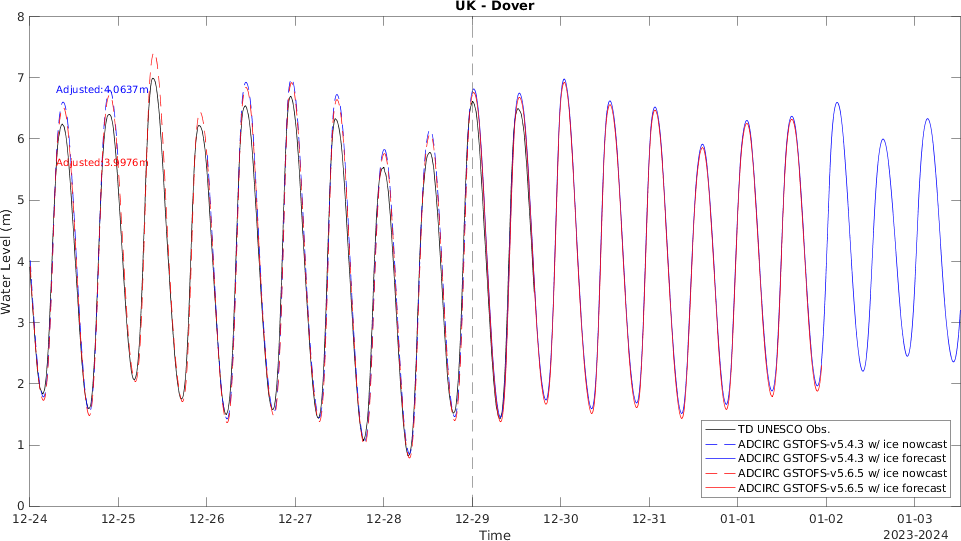 UK - Dover
8
7
6
5
4
3
2
1
0
Water Level (m)
Adjusted:4.0637m
Adjusted:3.9976m
TD UNESCO Obs.
ADCIRC GSTOFS-v5.4.3 w/ ice nowcast
ADCIRC GSTOFS-v5.4.3 w/ ice forecast
ADCIRC GSTOFS-v5.6.5 w/ ice nowcast
ADCIRC GSTOFS-v5.6.5 w/ ice forecast
12-24 12-25 12-26 12-27 12-28 12-29 12-30 12-31 01-01 01-02 01-03
Time
2023-2024